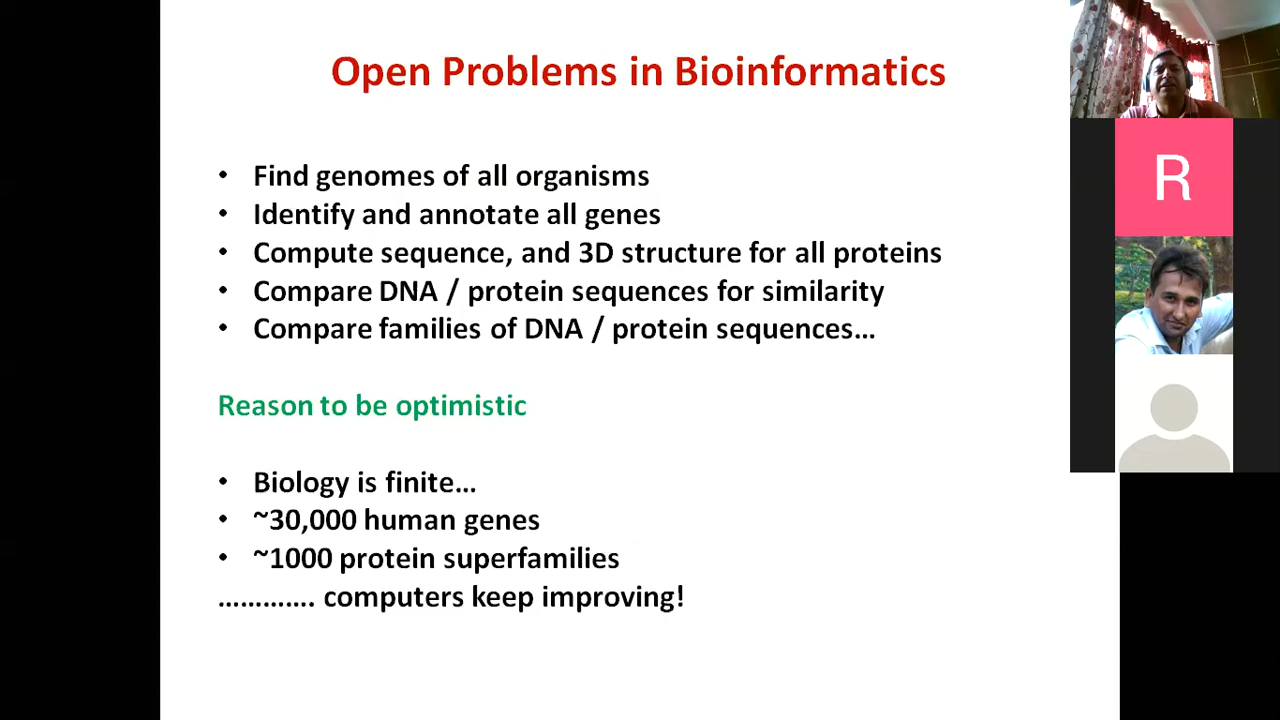 Open Problems in Bioinformatics
• Find genomes of all organisms
• Identify and annotate all genes
• Compute sequence, and 3D structure for all proteins
• Compare DNA / protein sequences for similarity
• Compare families of DNA / protein sequences…
Reason to be optimistic
• Biology is finite…
• ~30,000 human genes
• ~1000 protein superfamilies
…………. computers keep improving!
R